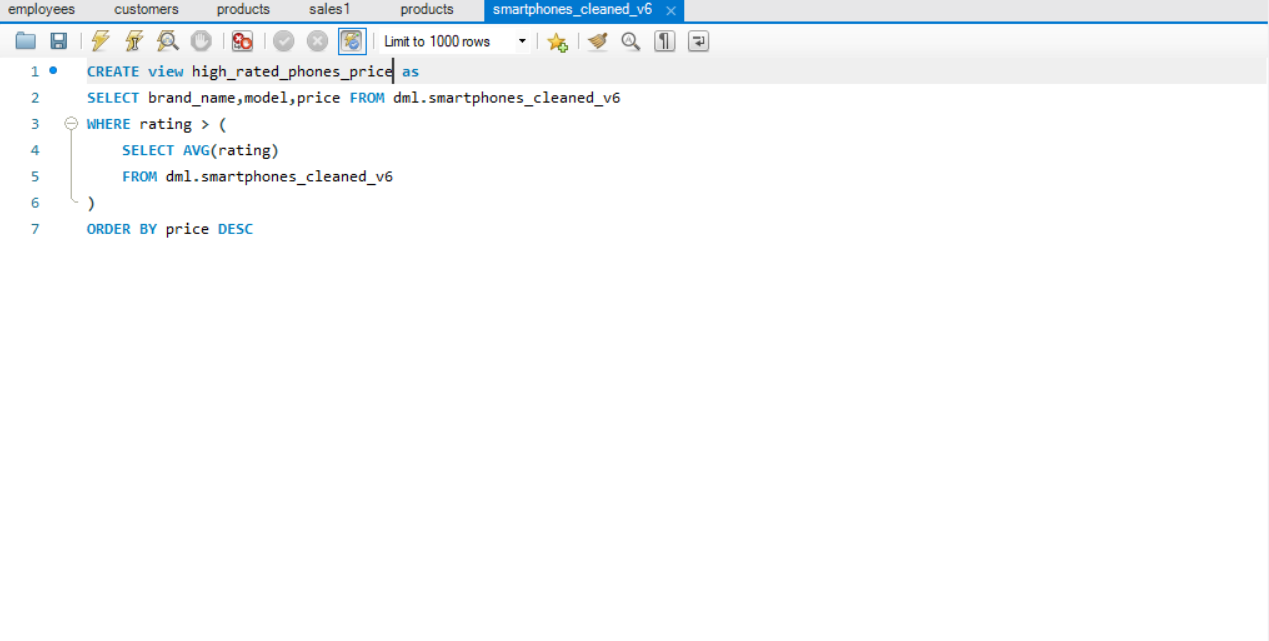 employees customers products sales1 products smartphones_cleaned_v6
Limit to 1000 rows
1 CREATE view high_rated_phones_price as
2 SELECT brand_name,model,price FROM dml.smartphones_cleaned_v6
3 WHERE rating > (
4 SELECT AVG(rating)
5 FROM dml.smartphones_cleaned_v6
6 )
7 ORDER BY price DESC